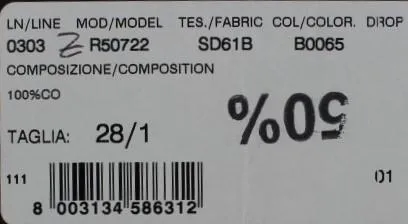 LN/LINE MOD/MODEL TES./FABRIC COL/COLOR. DROP
0303 Z R50722 SD61B B0065
COMPOSIZIONE/COMPOSITION
100%CO
50%
TAGLIA: 28/1
111 01
8 003134 586312